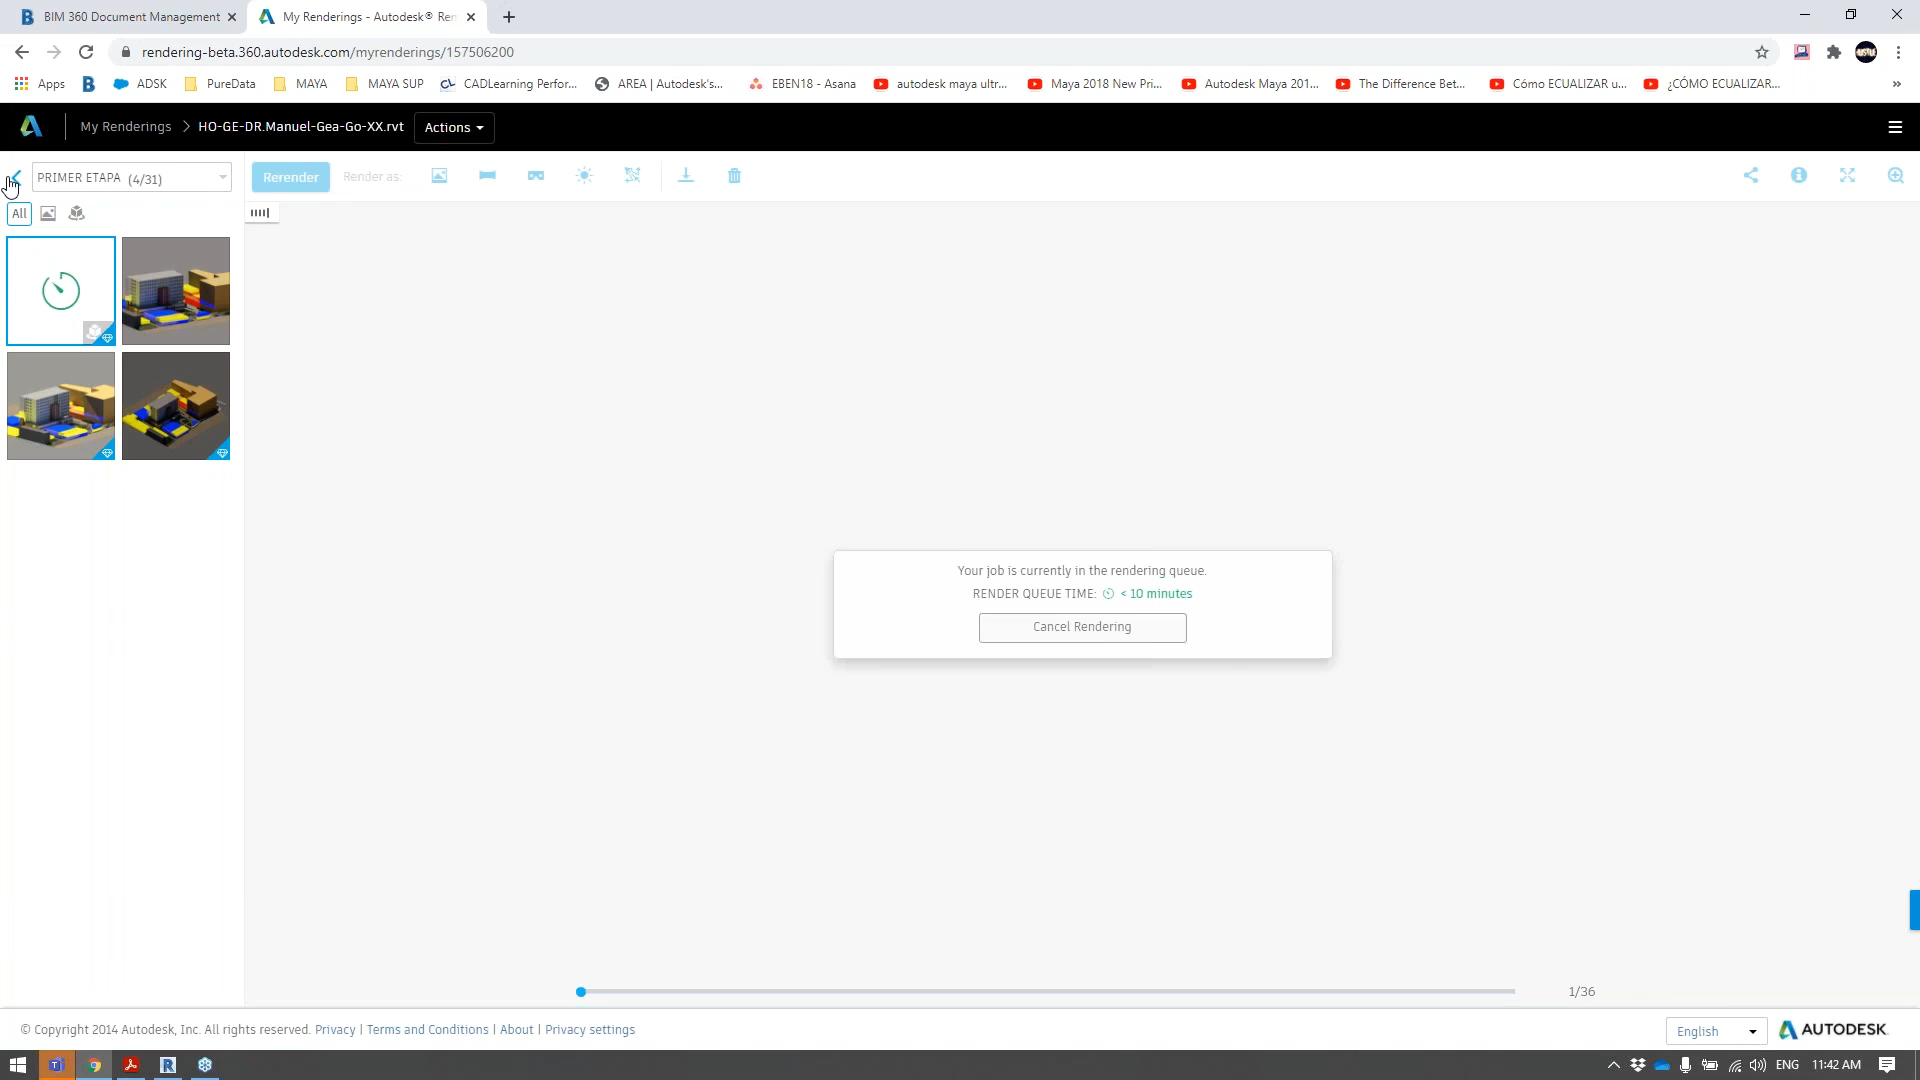 BIM 360 Document Management
My Renderings - Autodesk® Ren
rendering-beta.360.autodesk.com/myrenderings/157506200
Apps
ADSK
PureData
MAYA
MAYA SUP
CADLearning Perfor...
AREA | Autodesk's...
EBEN18 - Asana
autodesk maya ultr...
Maya 2018 New Pri...
Autodesk Maya 201...
The Difference Bet...
Cómo ECUALIZAR u...
¿CÓMO ECUALIZAR...
»
My Renderings > HO-GE-DR.Manuel-Gea-Go-XX.rvt
Actions
PRIMER ETAPA (4/31)
Rerender
Render as:
All
Your job is currently in the rendering queue.
RENDER QUEUE TIME: < 10 minutes
Cancel Rendering
1/36
© Copyright 2014 Autodesk, Inc. All rights reserved. Privacy | Terms and Conditions | About | Privacy settings
English
AUTODESK.
ENG
11:42 AM